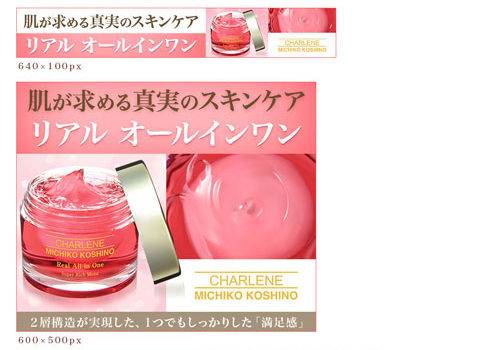 肌が求める真実のスキンケア
リアル オールインワン
CHARLENE
MICHIKO KOSHINO
640×100px
肌が求める真実のスキンケア
リアル オールインワン
CHARLENE
MICHIKO KOSHINO
Real All in One
Super Rich Moist
CHARLENE
MICHIKO KOSHINO
2層構造が実現した、1つでもしっかりした「満足感」
600×500px